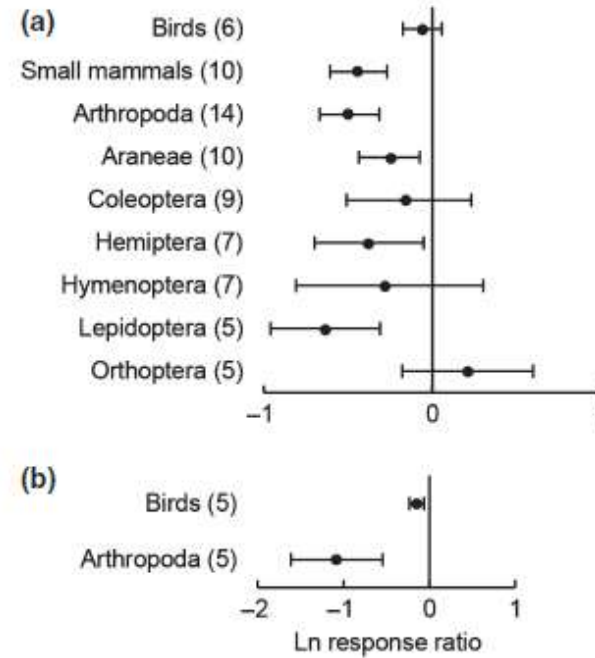 (a)
Birds (6)
Small mammals (10)
Arthropoda (14)
Araneae (10)
Coleoptera (9)
Hemiptera (7)
Hymenoptera (7)
Lepidoptera (5)
Orthoptera (5)
–1 0
(b)
Birds (5)
Arthropoda (5)
–2 –1 0 1
Ln response ratio